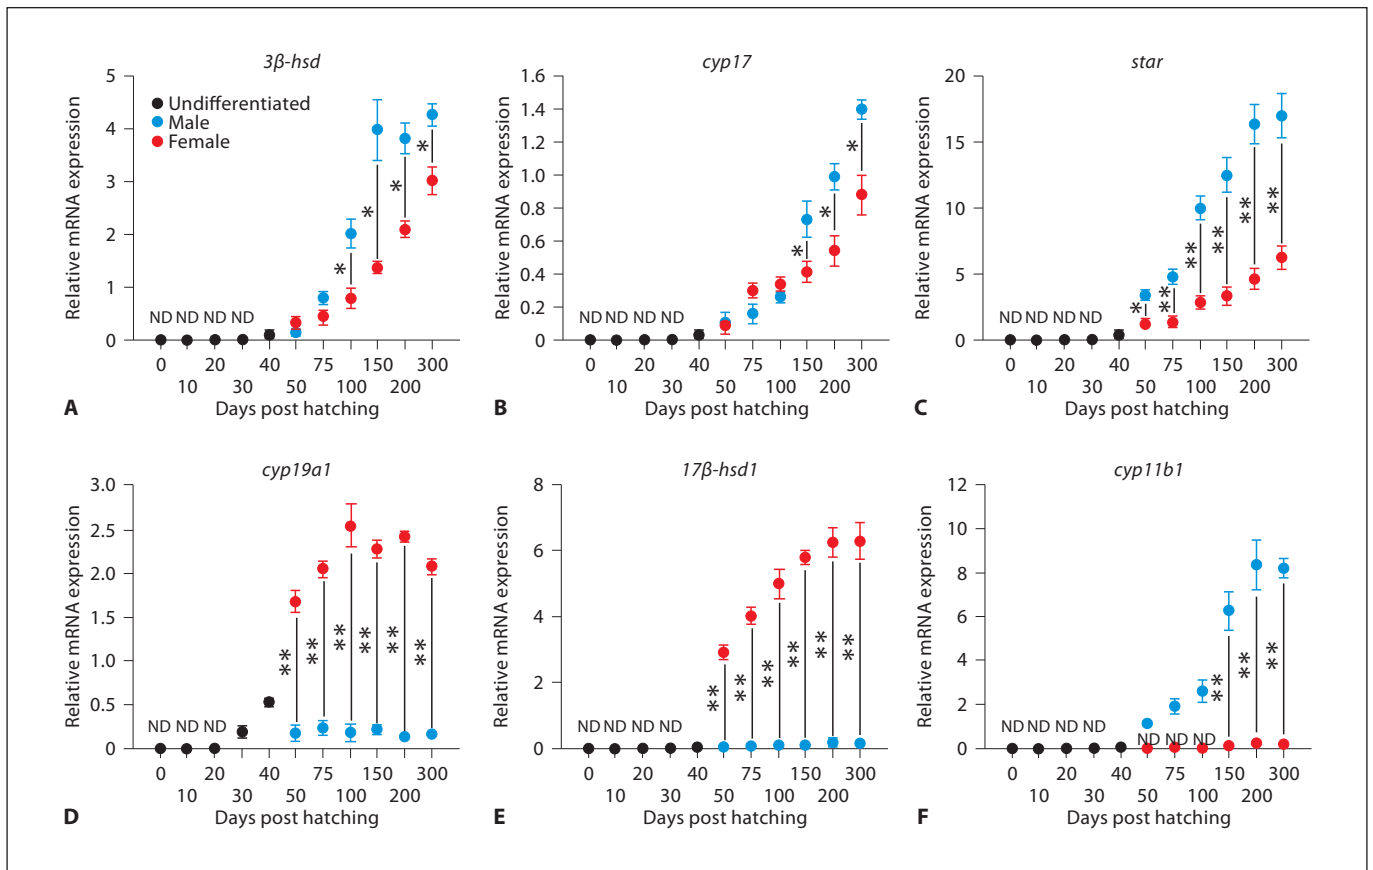 3β-hsd
Relative mRNA expression
5
4
3
2
1
0
Undifferentiated
Male
Female
ND ND ND ND
*
*
*
*
0 20 40 75 150 300
10 30 50 100 200
Days post hatching
A
cyp17
Relative mRNA expression
1.6
1.4
1.2
1.0
0.8
0.6
0.4
0.2
0
ND ND ND ND
*
*
*
0 20 40 75 150 300
10 30 50 100 200
Days post hatching
B
star
Relative mRNA expression
20
15
10
5
0
ND ND ND ND
*
**
**
**
**
**
0 20 40 75 150 300
10 30 50 100 200
Days post hatching
C
cyp19a1
Relative mRNA expression
3.0
2.5
2.0
1.5
1.0
0.5
0
ND ND ND
**
**
**
**
**
**
0 20 40 75 150 300
10 30 50 100 200
Days post hatching
D
17β-hsd1
Relative mRNA expression
8
6
4
2
0
ND ND ND ND
**
**
**
**
**
**
0 20 40 75 150 300
10 30 50 100 200
Days post hatching
E
cyp11b1
Relative mRNA expression
12
10
8
6
4
2
0
ND ND ND ND
ND ND ND
**
**
**
0 20 40 75 150 300
10 30 50 100 200
Days post hatching
F